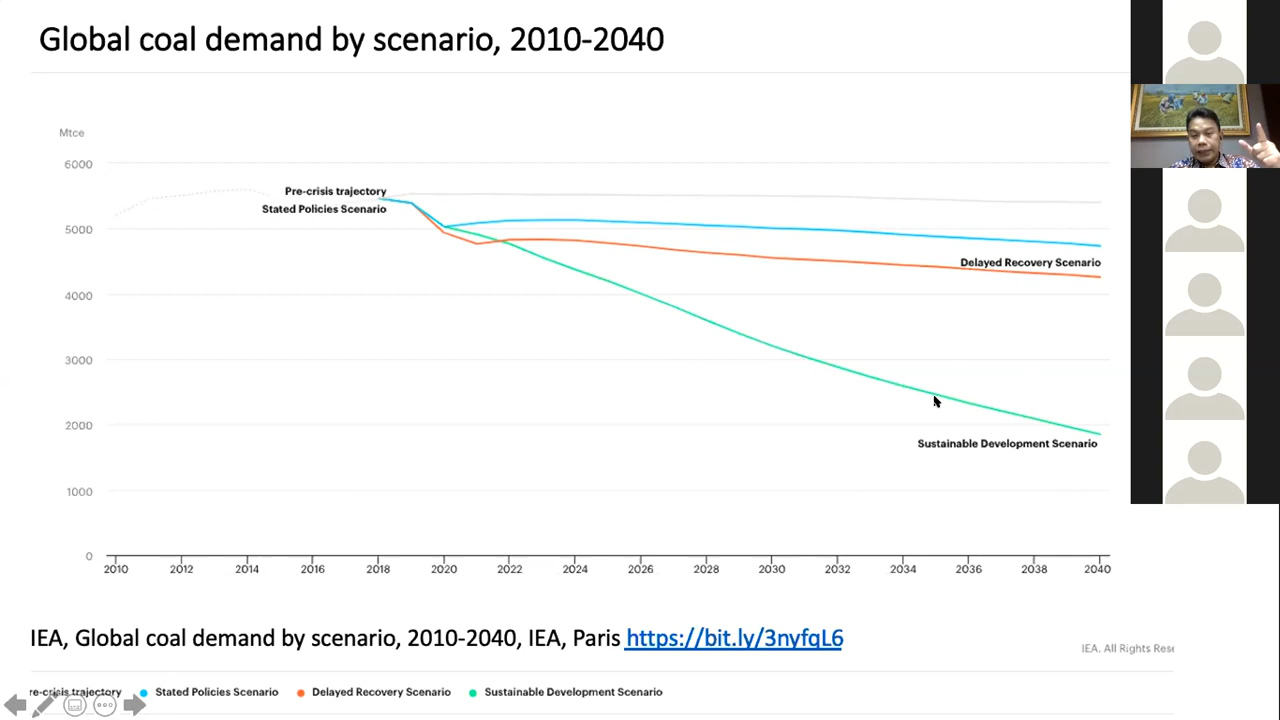 Global coal demand by scenario, 2010-2040
Mtce
6000
Pre-crisis trajectory
Stated Policies Scenario
5000
Delayed Recovery Scenario
4000
3000
2000
Sustainable Development Scenario
1000
0
2010 2012 2014 2016 2018 2020 2022 2024 2026 2028 2030 2032 2034 2036 2038 2040
IEA, Global coal demand by scenario, 2010-2040, IEA, Paris https://bit.ly/3nyfqL6
IEA. All Rights Rese
re-crisis trajectory Stated Policies Scenario Delayed Recovery Scenario Sustainable Development Scenario